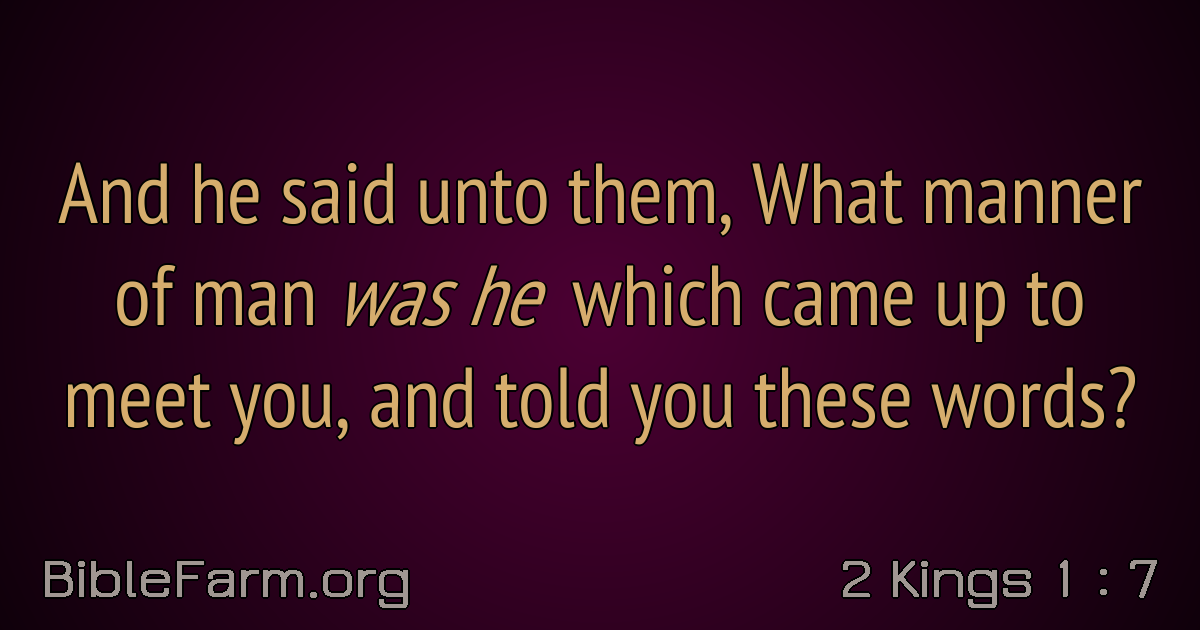 And he said unto them, What manner
of man was he which came up to
meet you, and told you these words?
BibleFarm.org
2 Kings 1 : 7